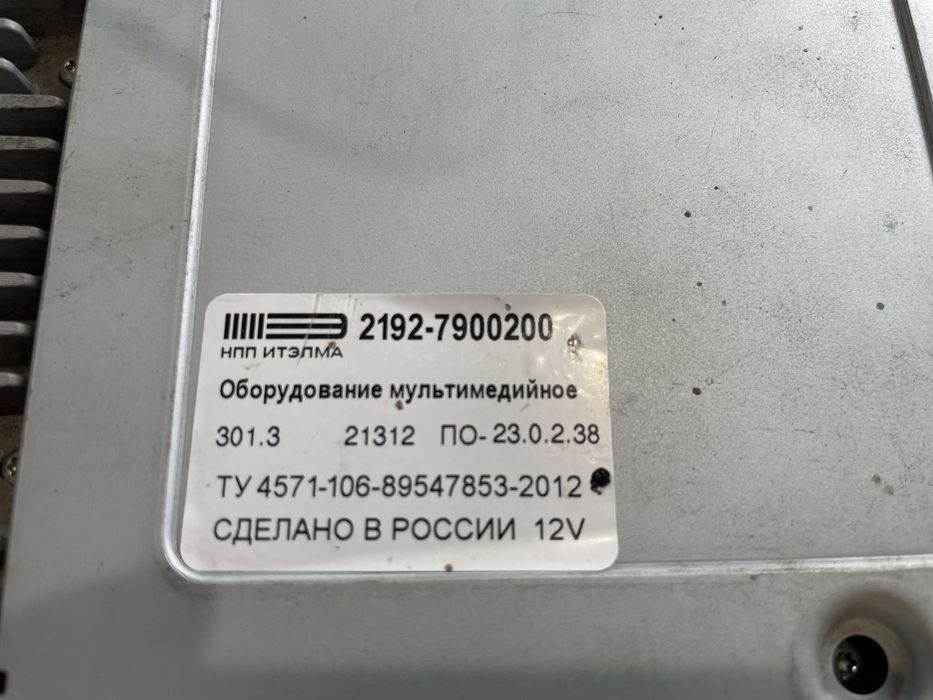 2192-7900200
НПП ИТЭЛМА
Оборудование мультимедийное
301.3 21312 ПО-23.0.2.38
ТУ 4571-106-89547853-2012
СДЕЛАНО В РОССИИ 12V